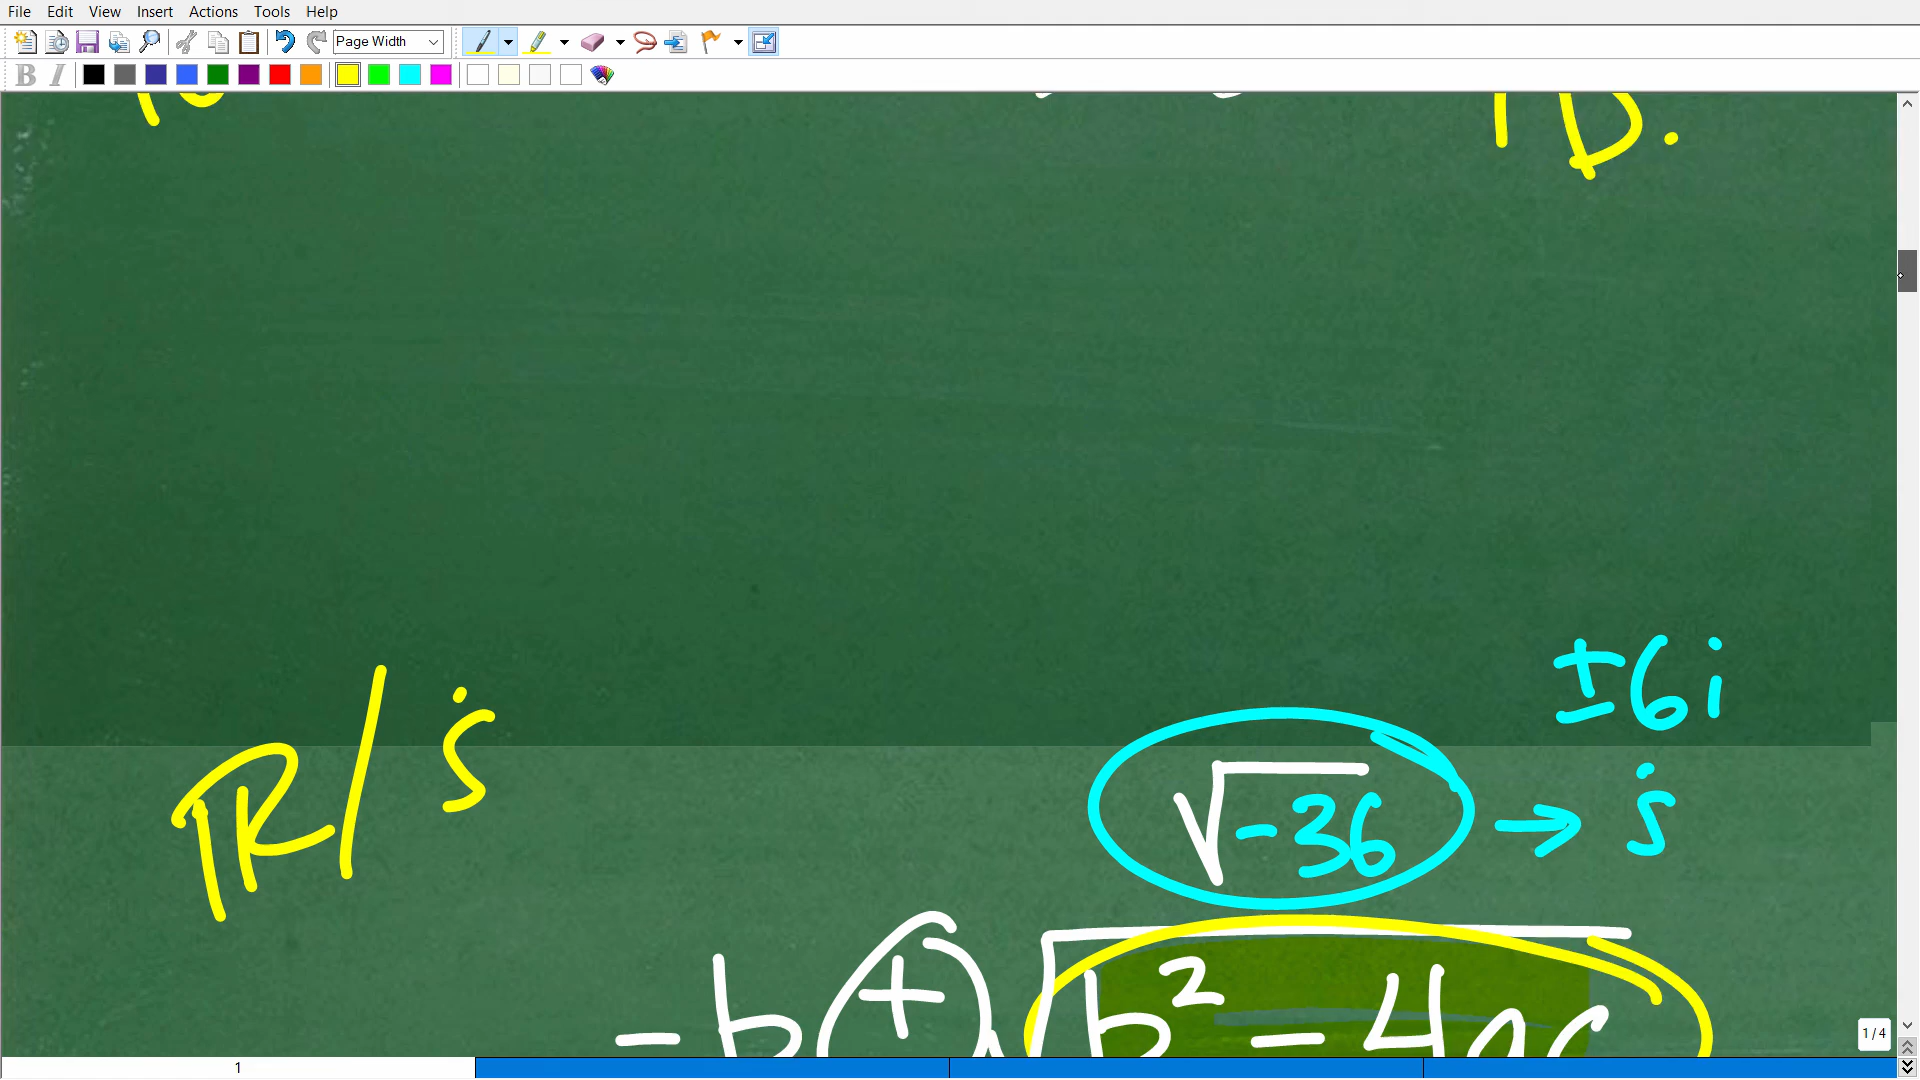 File Edit View Insert Actions Tools Help
Page Width
B I
D.
±6i
R/i
√-36 → i
-b + √b² - 4ac
1 / 4
1